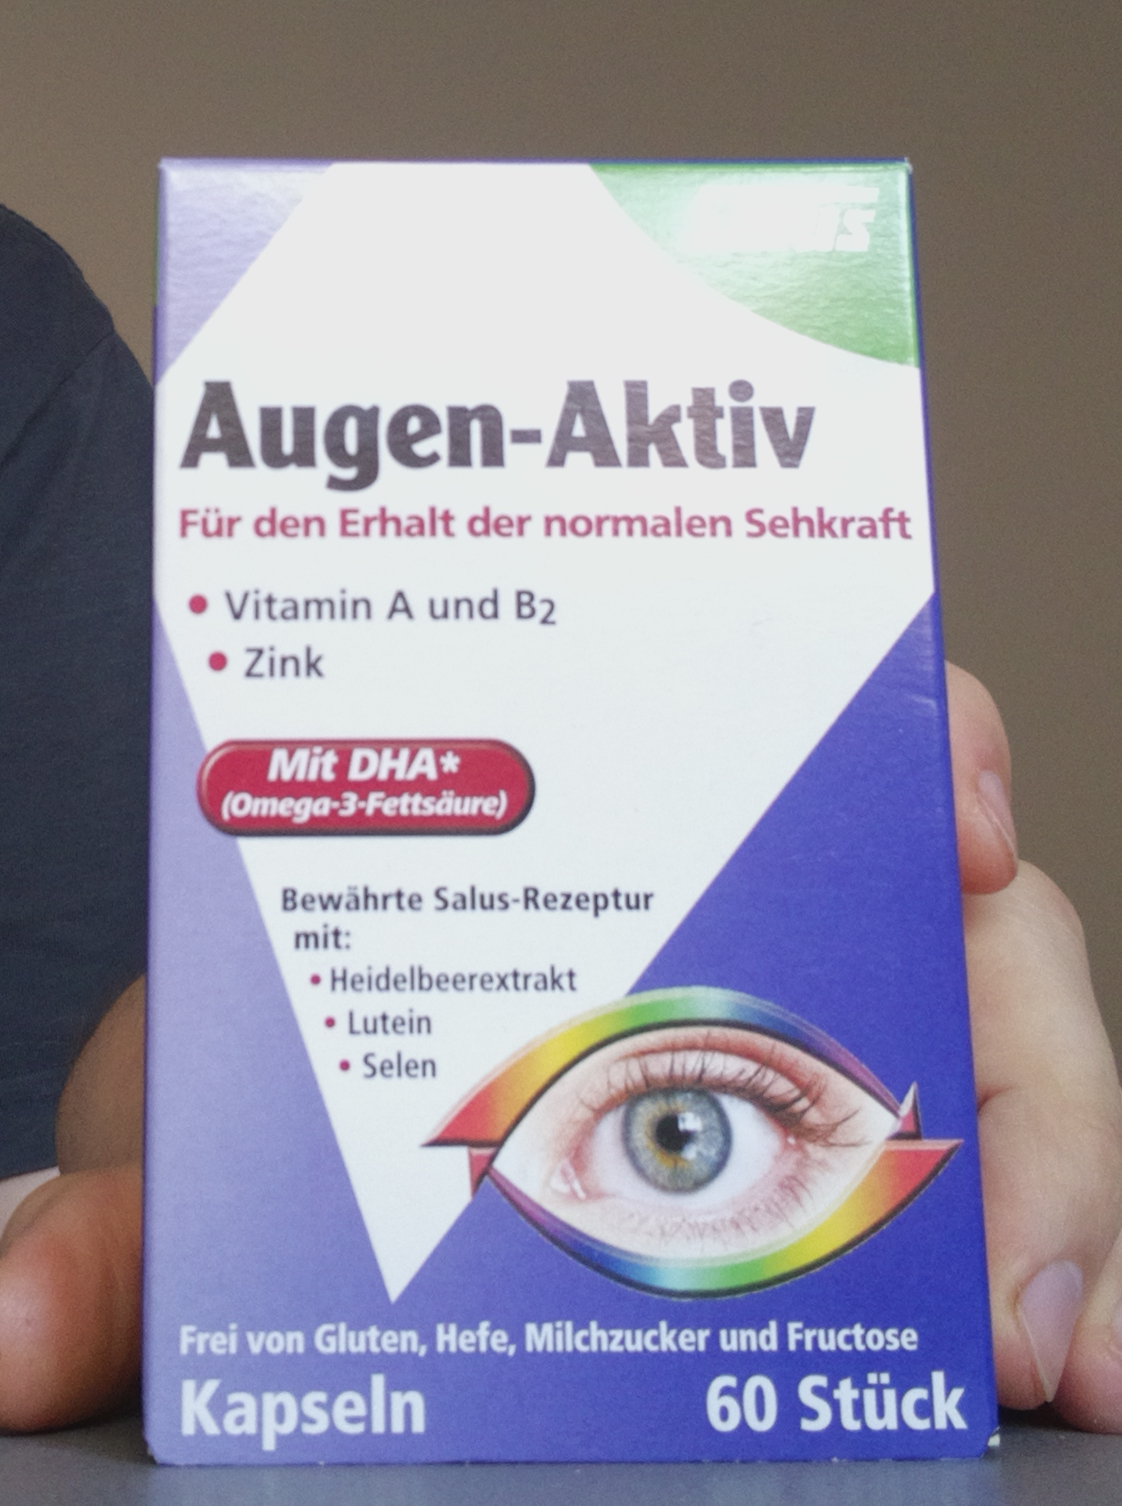 Augen-Aktiv
Für den Erhalt der normalen Sehkraft
• Vitamin A und B2
• Zink
Mit DHA*
(Omega-3-Fettsäure)
Bewährte Salus-Rezeptur
mit:
• Heidelbeerextrakt
• Lutein
• Selen
Frei von Gluten, Hefe, Milchzucker und Fructose
Kapseln 60 Stück